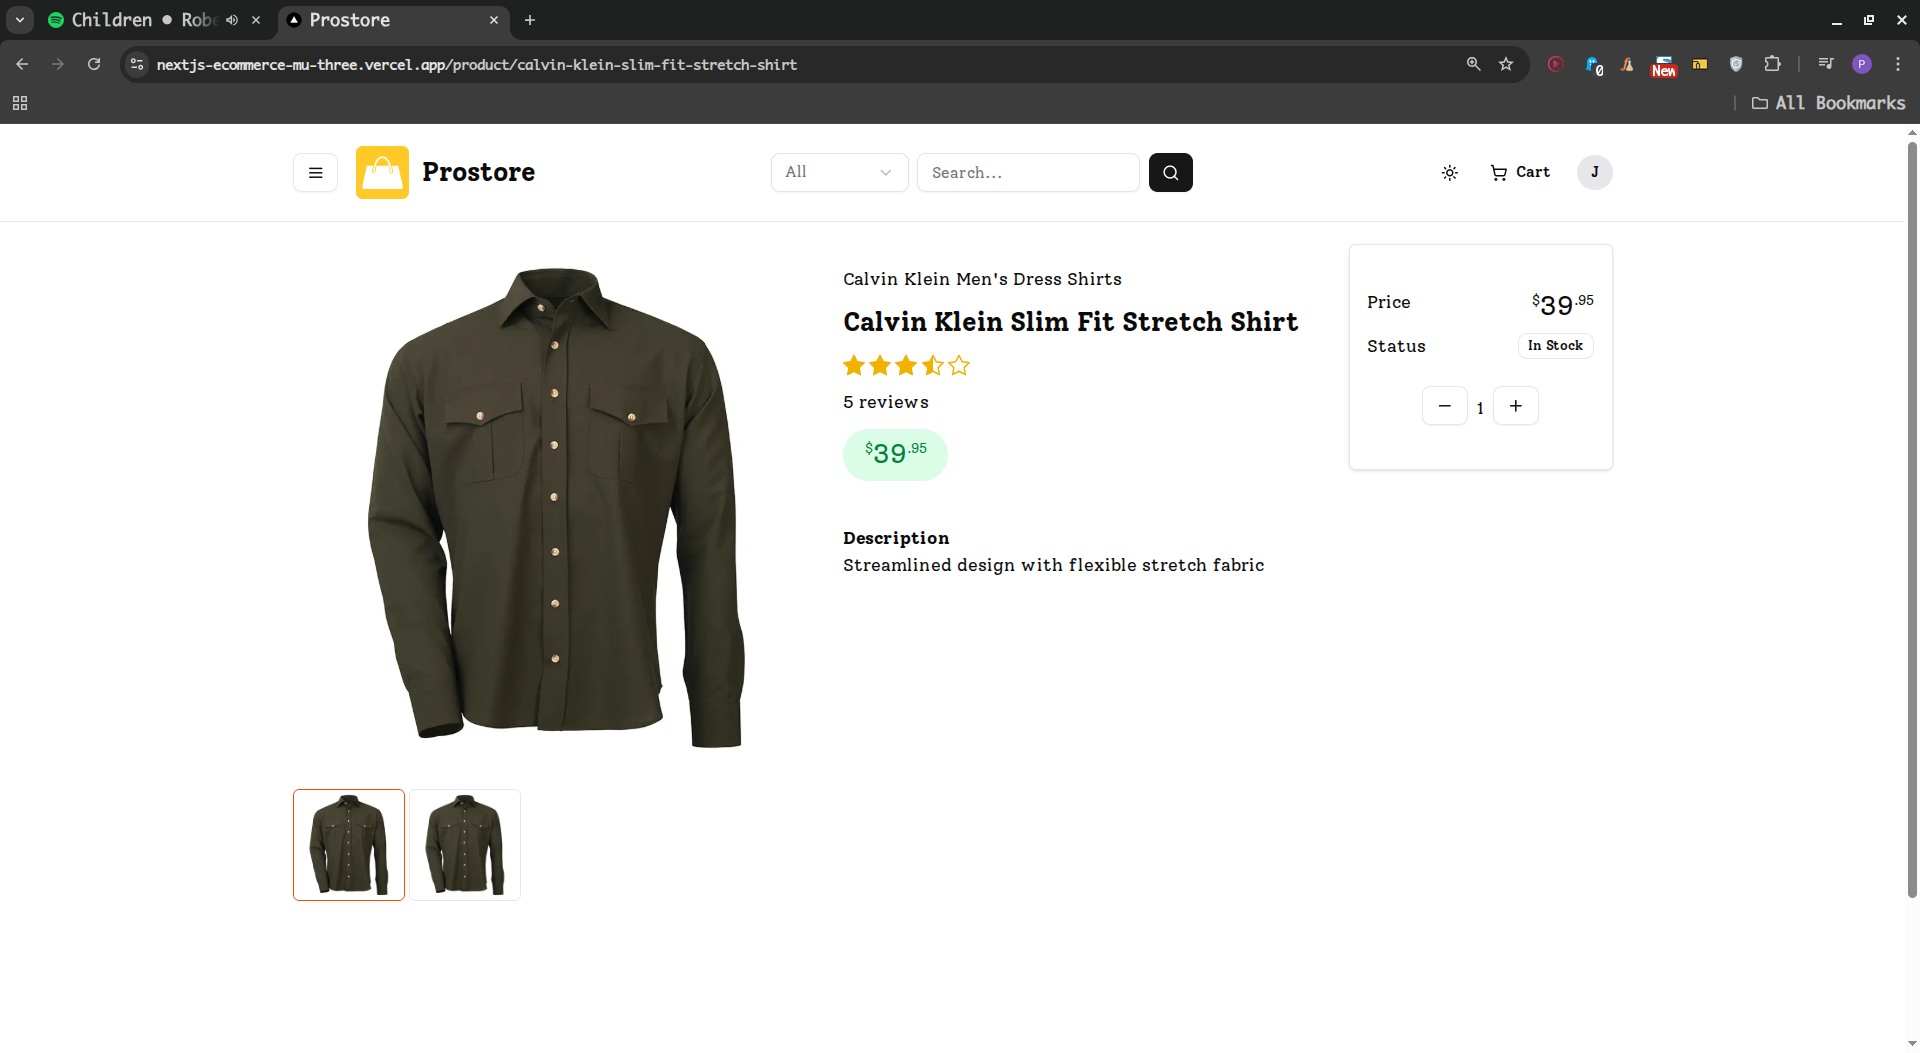 Children ● Robe
Prostore
nextjs-ecommerce-mu-three.vercel.app/product/calvin-klein-slim-fit-stretch-shirt
0
New
P
All Bookmarks
Prostore
All
Search...
Cart
J
Calvin Klein Men's Dress Shirts
Calvin Klein Slim Fit Stretch Shirt
5 reviews
$39.95
Description
Streamlined design with flexible stretch fabric
Price
$39.95
Status
In Stock
1